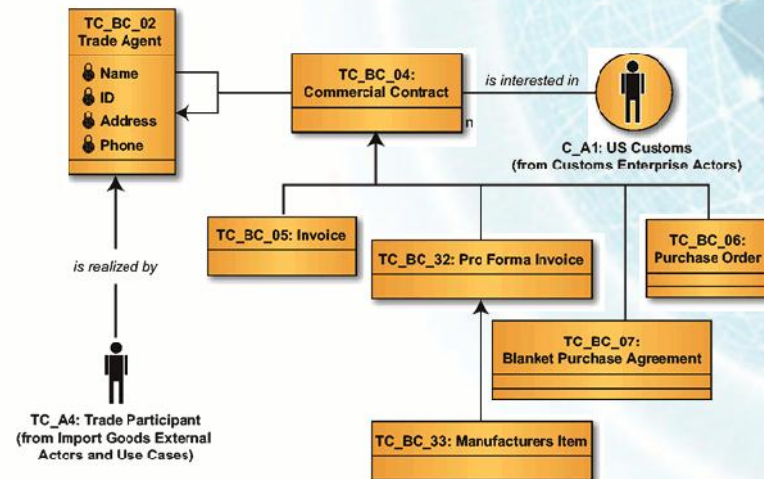 TC_BC_02
Trade Agent
Name
ID
Address
Phone
TC_BC_04:
Commercial Contract
n
is interested in
C_A1: US Customs
(from Customs Enterprise Actors)
TC_BC_05: Invoice
TC_BC_32: Pro Forma Invoice
TC_BC_06:
Purchase Order
is realized by
TC_BC_07:
Blanket Purchase Agreement
TC_A4: Trade Participant
(from Import Goods External
Actors and Use Cases)
TC_BC_33: Manufacturers Item